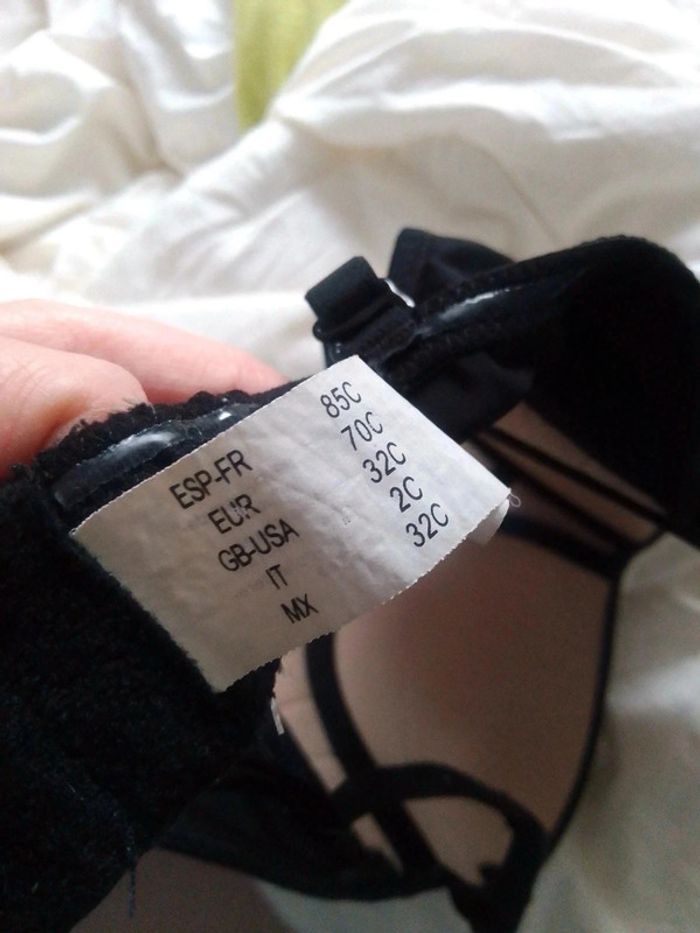 ESP-FR 85C
EUR 70C
GB-USA 32C
IT 2C
MX 32C